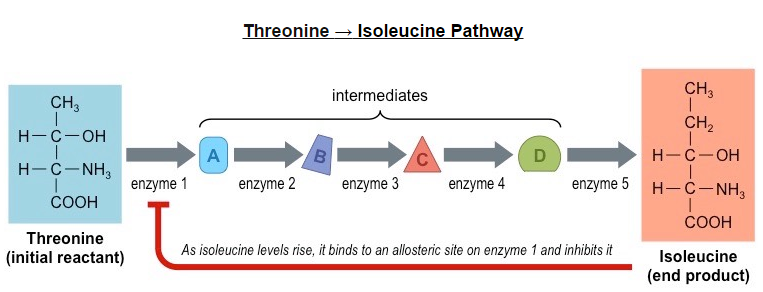 Threonine → Isoleucine Pathway
intermediates
CH₃
H—C—OH
H—C—NH₃
COOH
A
B
C
D
enzyme 1
enzyme 2
enzyme 3
enzyme 4
enzyme 5
CH₃
CH₂
H—C—OH
H—C—NH₃
COOH
Threonine
(initial reactant)
As isoleucine levels rise, it binds to an allosteric site on enzyme 1 and inhibits it
Isoleucine
(end product)